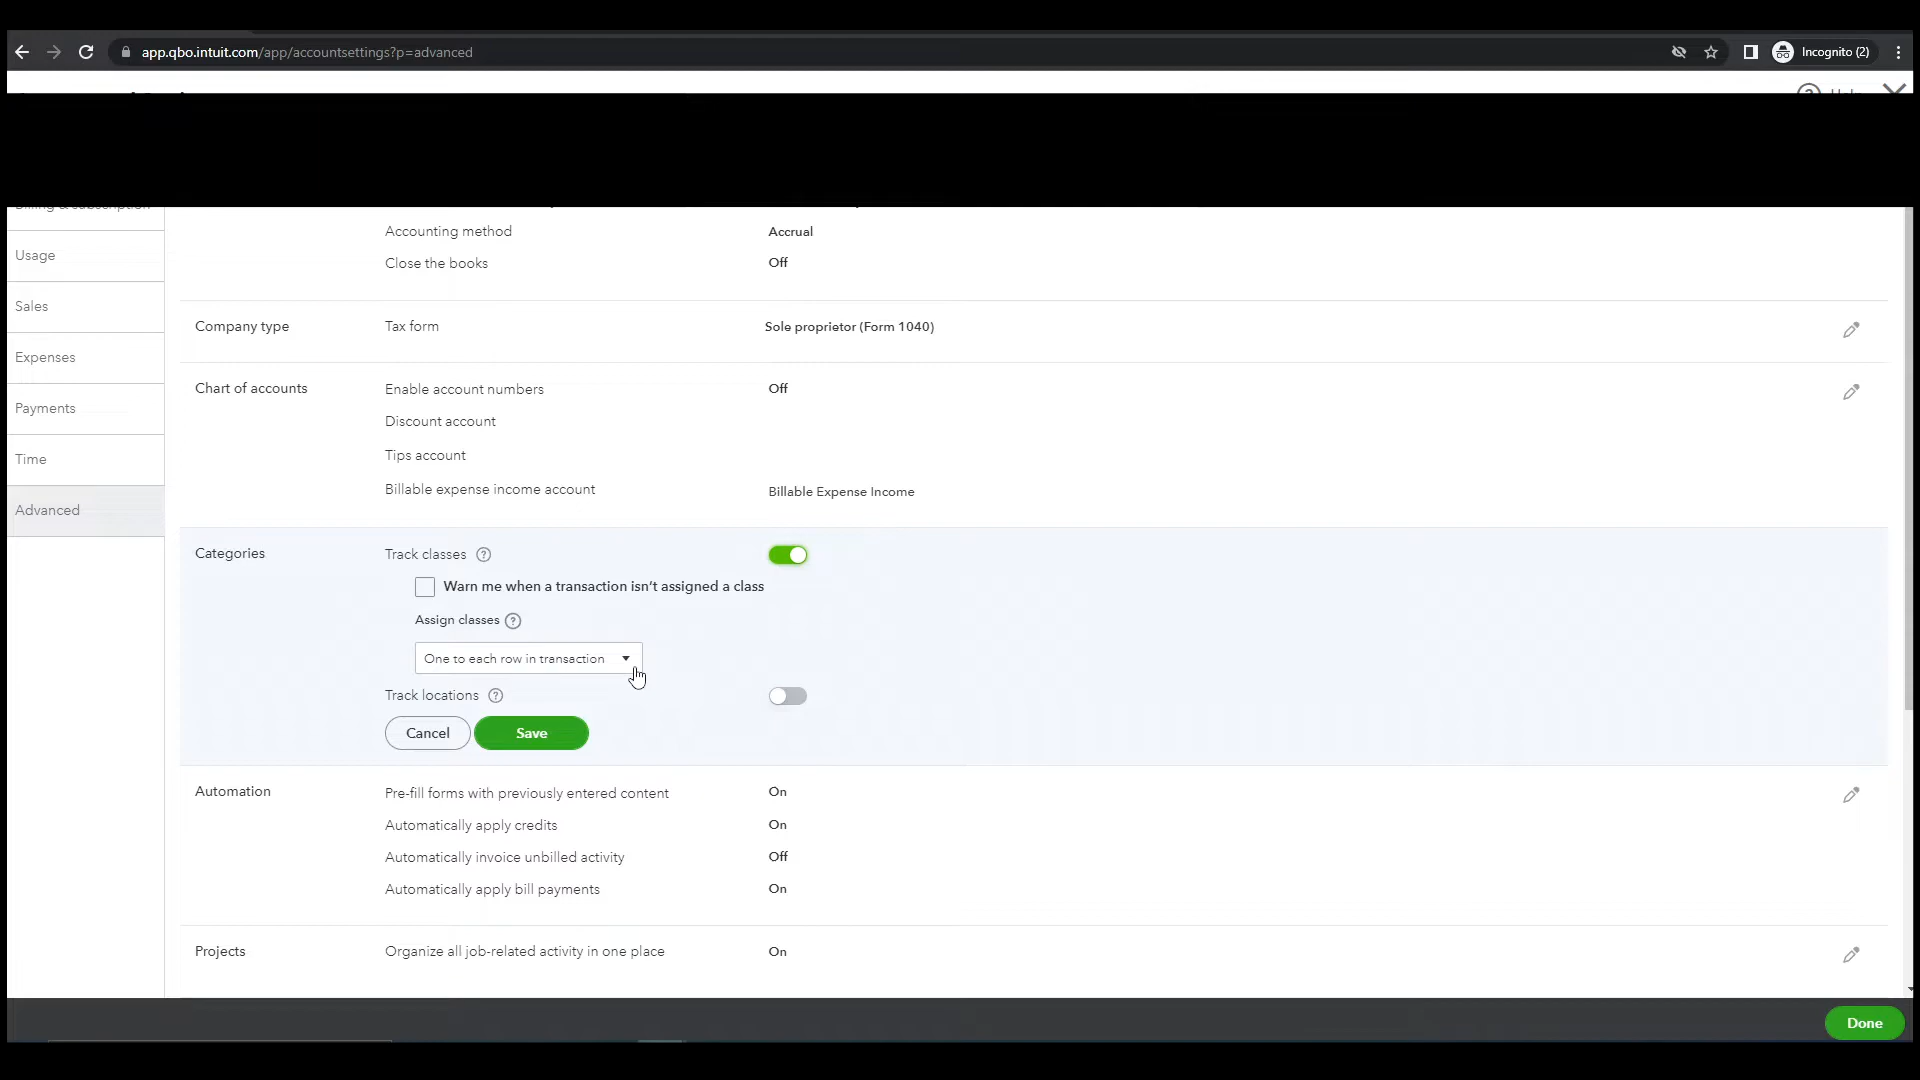 app.qbo.intuit.com/app/accountsettings?p=advanced
Incognito (2)
Usage
Sales
Expenses
Payments
Time
Advanced
Accounting method Accrual
Close the books Off
Company type Tax form Sole proprietor (Form 1040)
Chart of accounts Enable account numbers Off
Discount account
Tips account
Billable expense income account Billable Expense Income
Categories Track classes ?
Warn me when a transaction isn't assigned a class
Assign classes ?
One to each row in transaction
Track locations ?
Cancel Save
Automation Pre-fill forms with previously entered content On
Automatically apply credits On
Automatically invoice unbilled activity Off
Automatically apply bill payments On
Projects Organize all job-related activity in one place On
Done